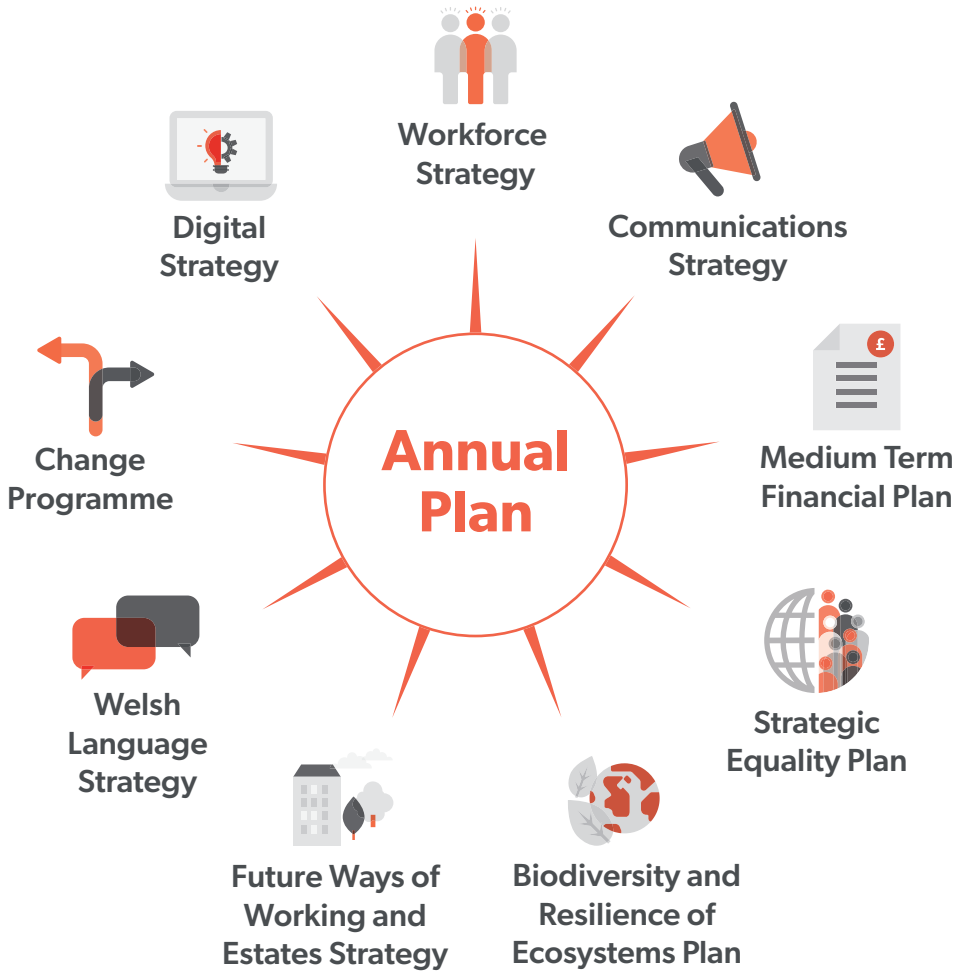 Workforce
Strategy
Communications
Strategy
£
Medium Term
Financial Plan
Strategic
Equality Plan
Biodiversity and
Resilience of
Ecosystems Plan
Future Ways of
Working and
Estates Strategy
Welsh
Language
Strategy
Change
Programme
Digital
Strategy
Annual
Plan